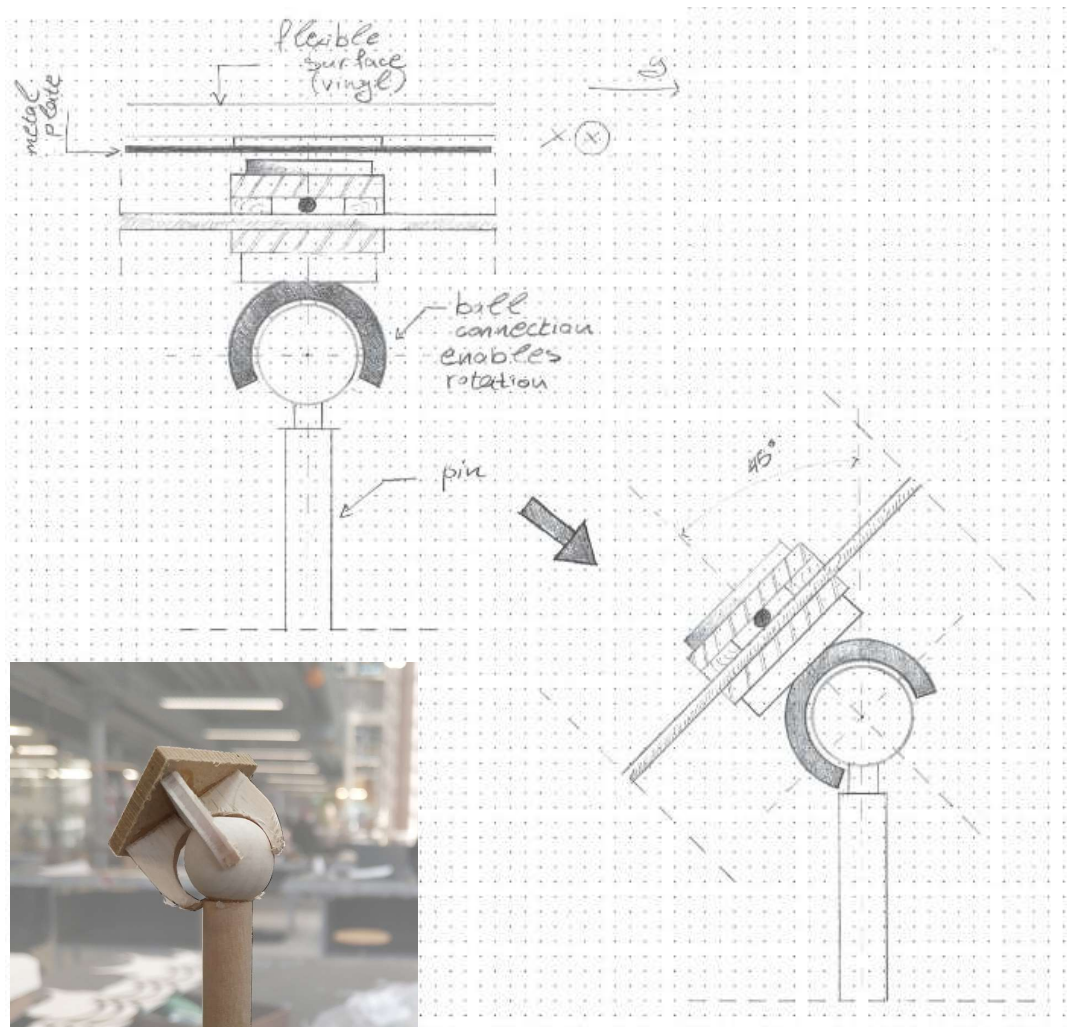 flexible
surface
(vinyl)
metal
plate
y
x
ball
connection
enables
rotation
pin
45°